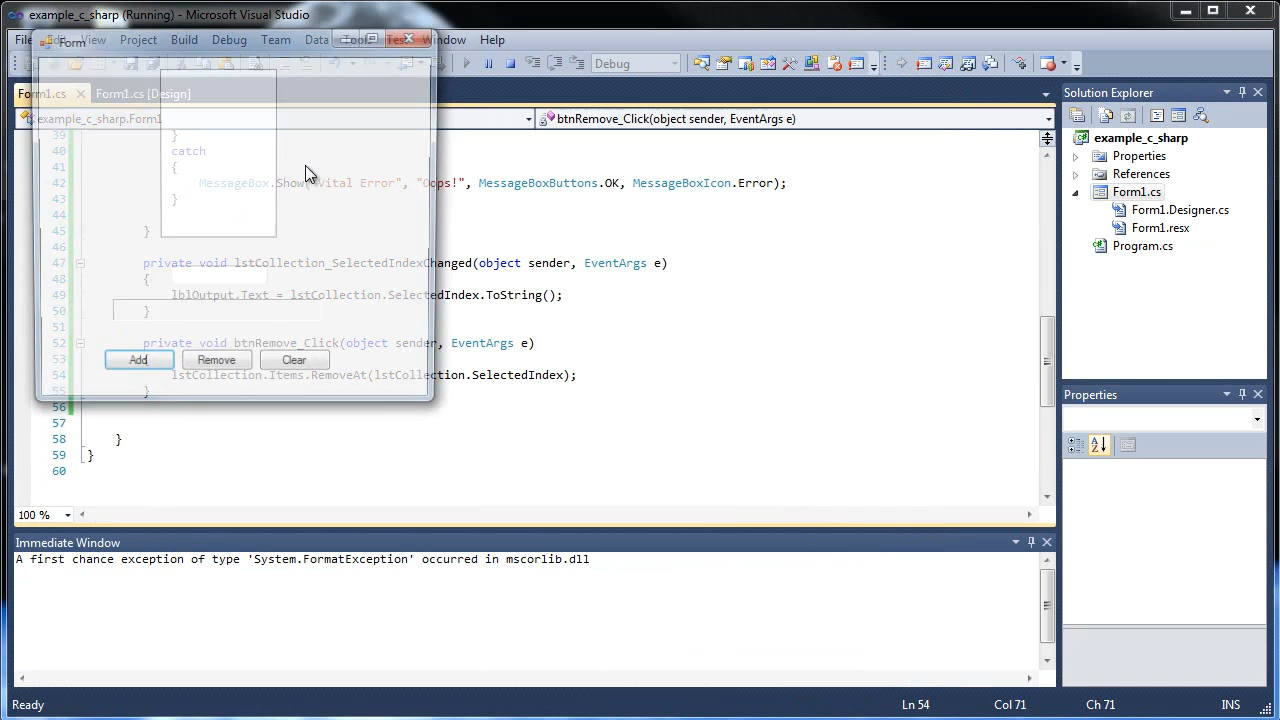 example_c_sharp (Running) - Microsoft Visual Studio
File Edit View Project Build Debug Team Data Tools Test Window Help
Form
Debug
Form1.cs Form1.cs [Design]
example_c_sharp.Form1 btnRemove_Click(object sender, EventArgs e)
39 }
40 catch
41 {
42 MessageBox.Show("Vital Error", "Oops!", MessageBoxButtons.OK, MessageBoxIcon.Error);
43 }
44
45 }
46
47 private void lstCollection_SelectedIndexChanged(object sender, EventArgs e)
48 {
49 lblOutput.Text = lstCollection.SelectedIndex.ToString();
50 }
51
52 private void btnRemove_Click(object sender, EventArgs e)
53
Add Remove Clear
54 lstCollection.Items.RemoveAt(lstCollection.SelectedIndex);
55 }
56
57
58 }
59 }
60
100 %
Immediate Window
A first chance exception of type 'System.FormatException' occurred in mscorlib.dll
Solution Explorer
example_c_sharp
Properties
References
Form1.cs
Form1.Designer.cs
Form1.resx
Program.cs
Properties
Ready Ln 54 Col 71 Ch 71 INS